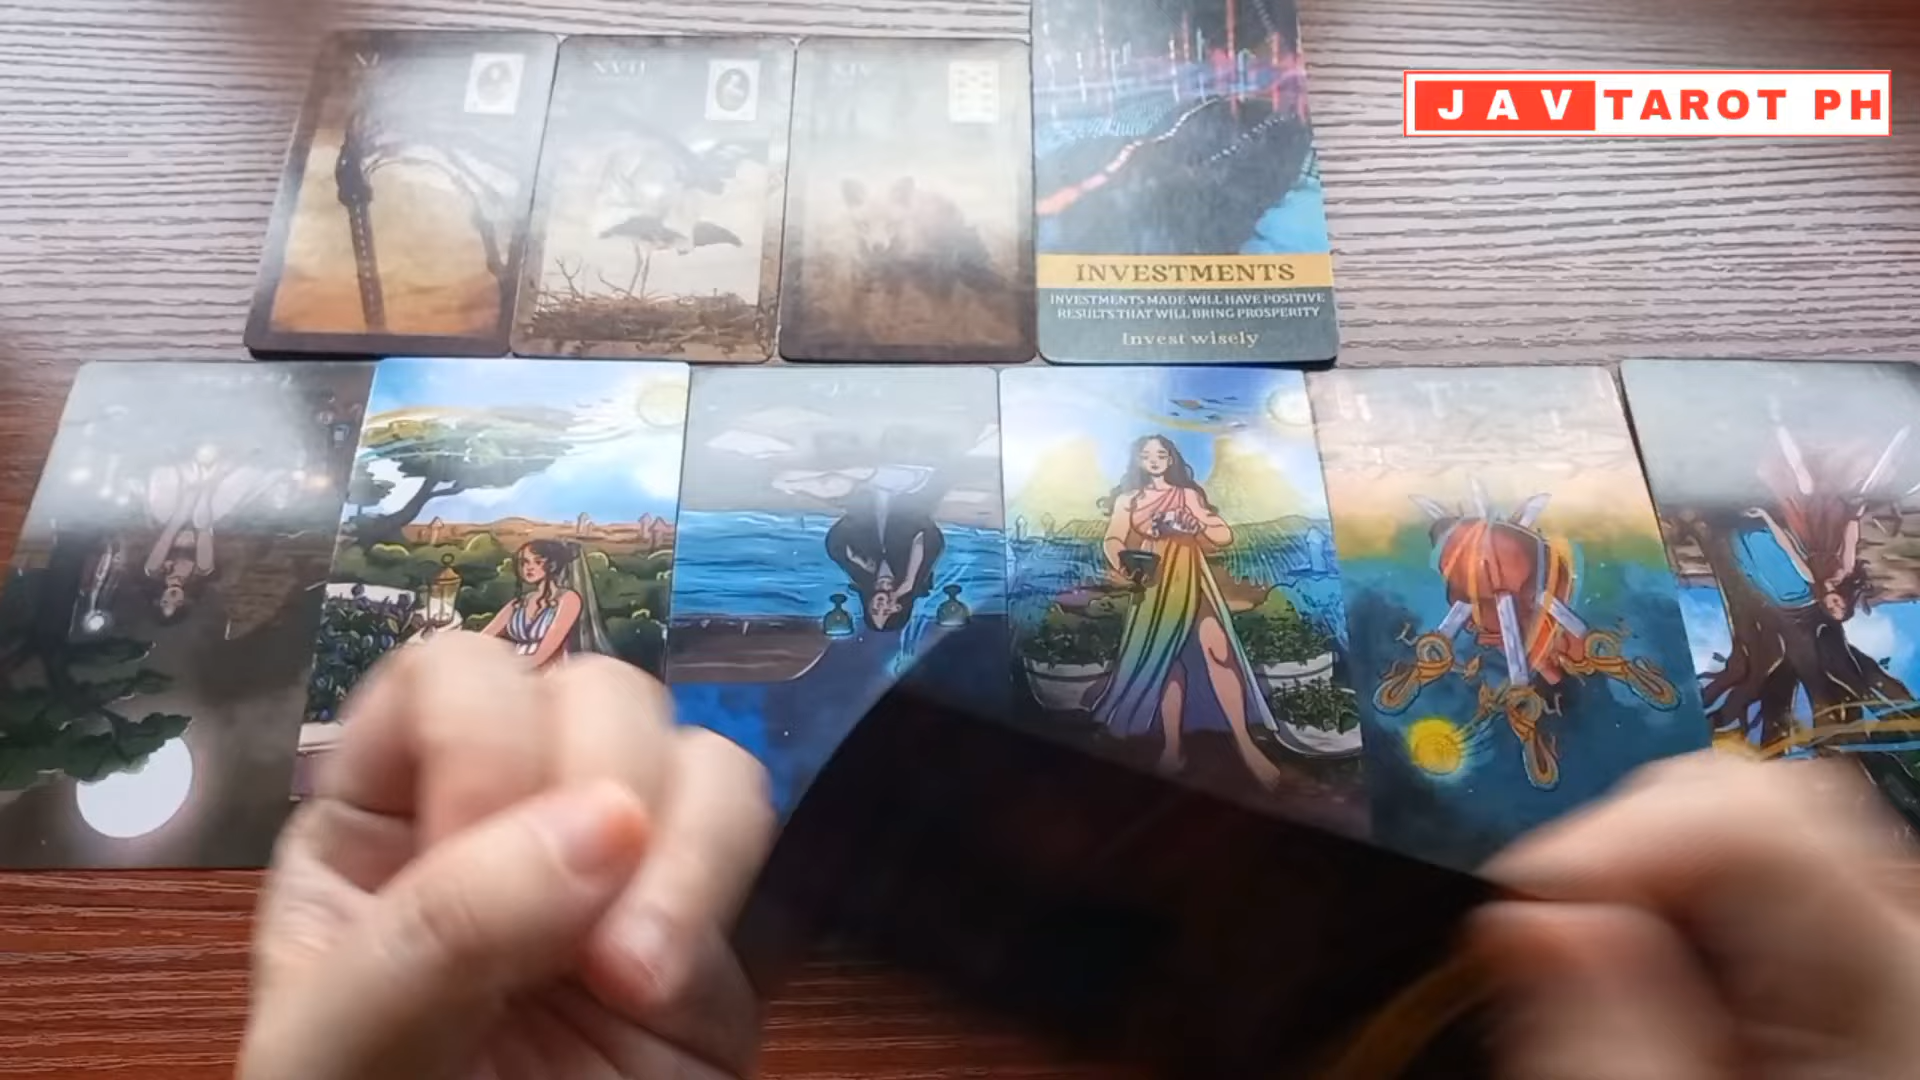 XVII
JAV TAROT PH
INVESTMENTS
INVESTMENTS MADE WILL HAVE POSITIVE
RESULTS THAT WILL BRING PROSPERITY
Invest wisely